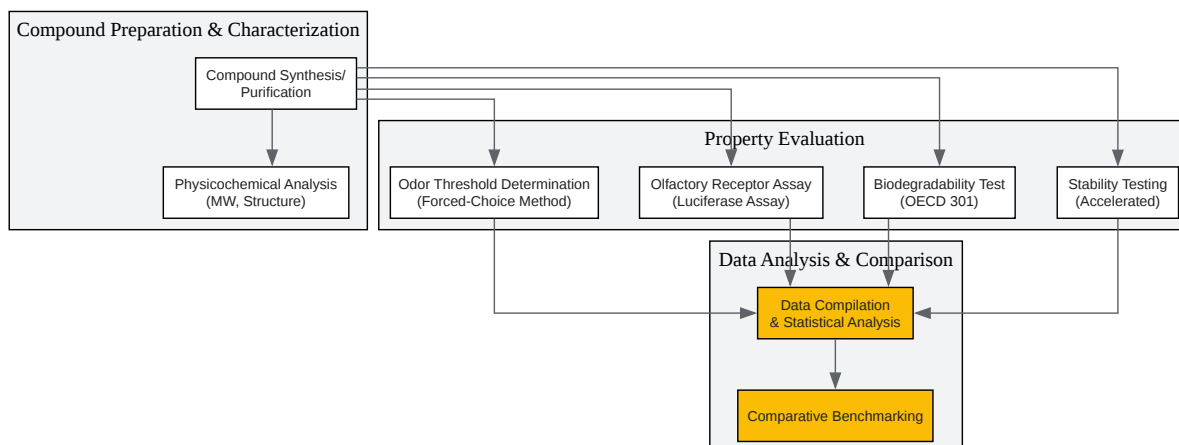 Compound Preparation & Characterization
Compound Synthesis/
Purification
Physicochemical Analysis
(MW, Structure)
Property Evaluation
Odor Threshold Determination
(Forced-Choice Method)
Olfactory Receptor Assay
(Luciferase Assay)
Biodegradability Test
(OECD 301)
Stability Testing
(Accelerated)
Data Analysis & Comparison
Data Compilation
& Statistical Analysis
Comparative Benchmarking